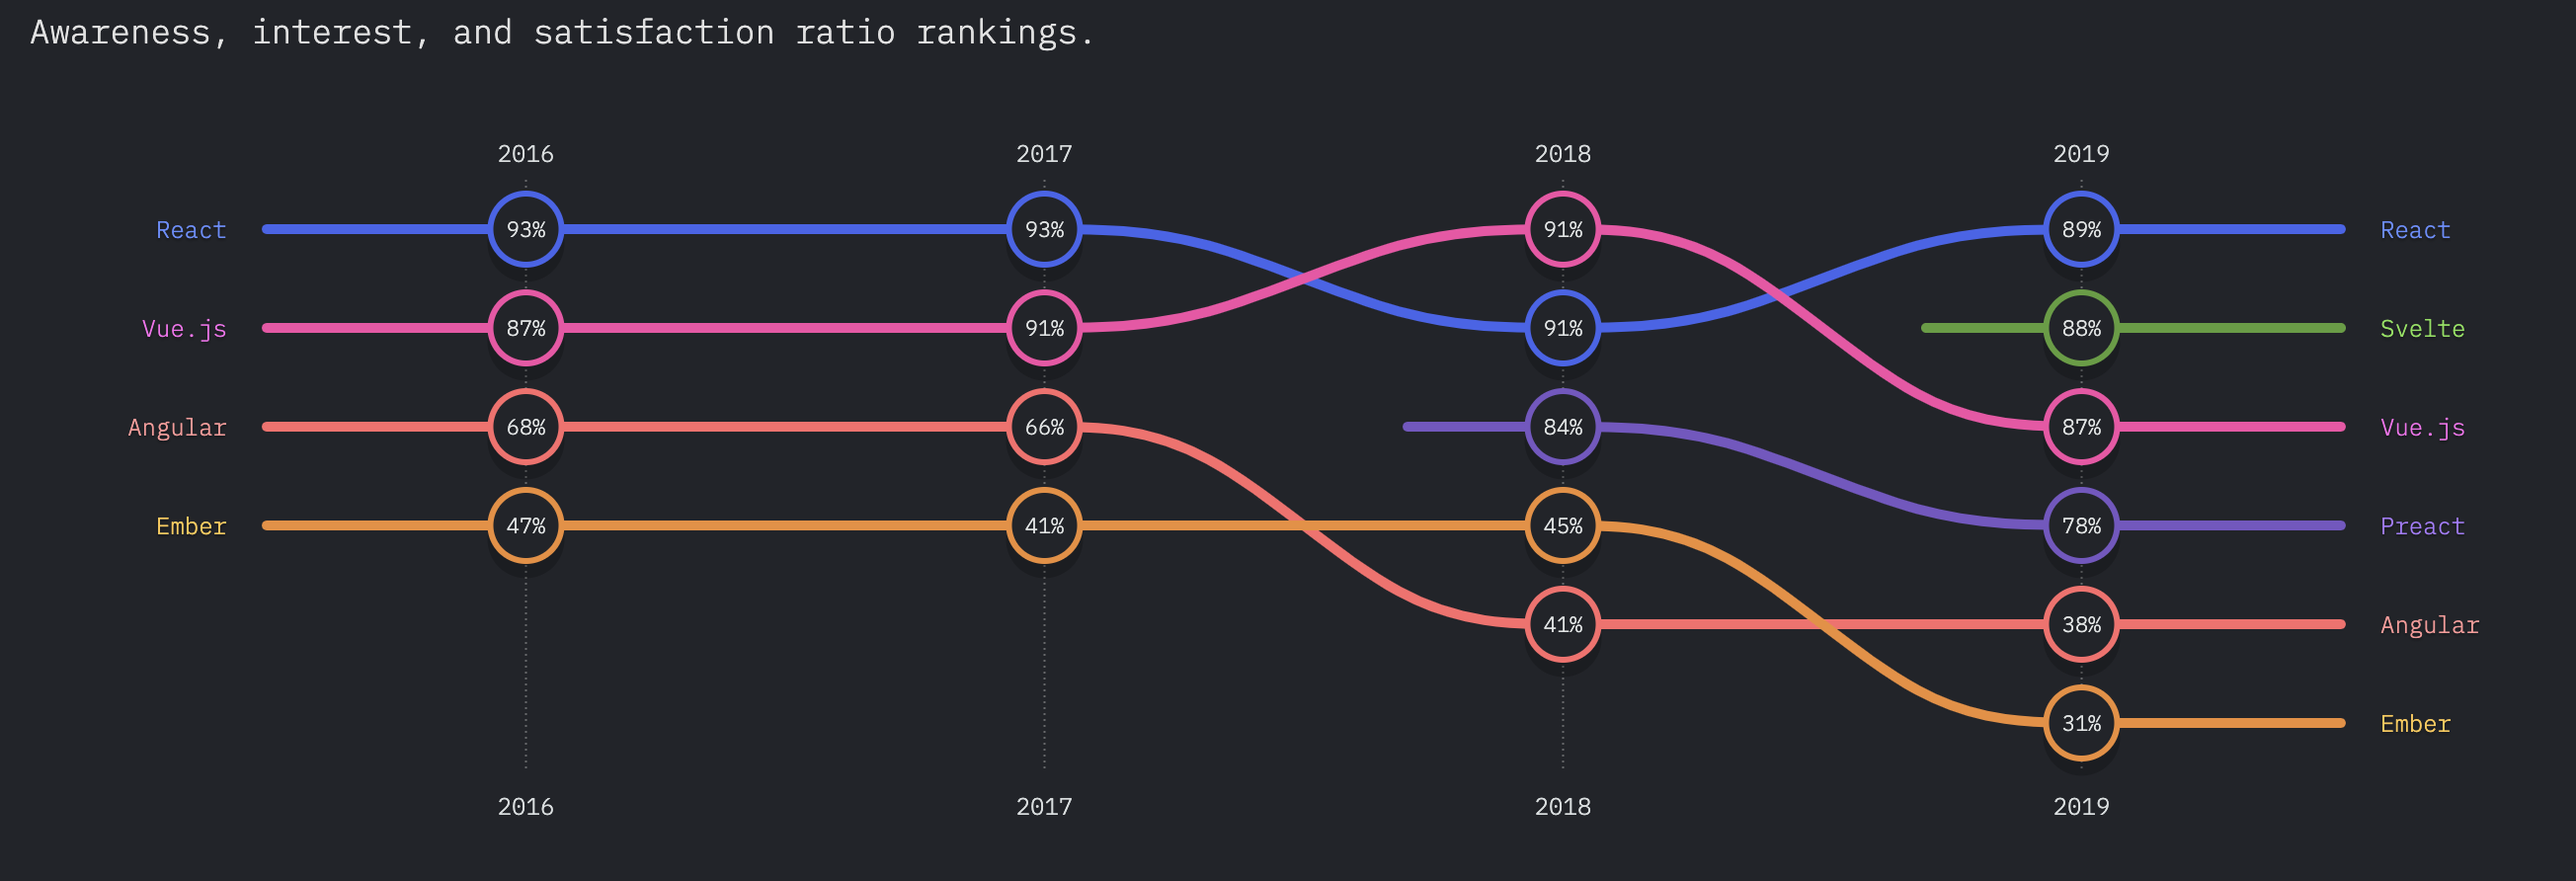 Awareness, interest, and satisfaction ratio rankings.
2016 2017 2018 2019
React 93% 93% 91% 89% React
Vue.js 87% 91% 91% 88% Svelte
Angular 68% 66% 84% 87% Vue.js
Ember 47% 41% 45% 78% Preact
41% 38% Angular
31% Ember
2016 2017 2018 2019